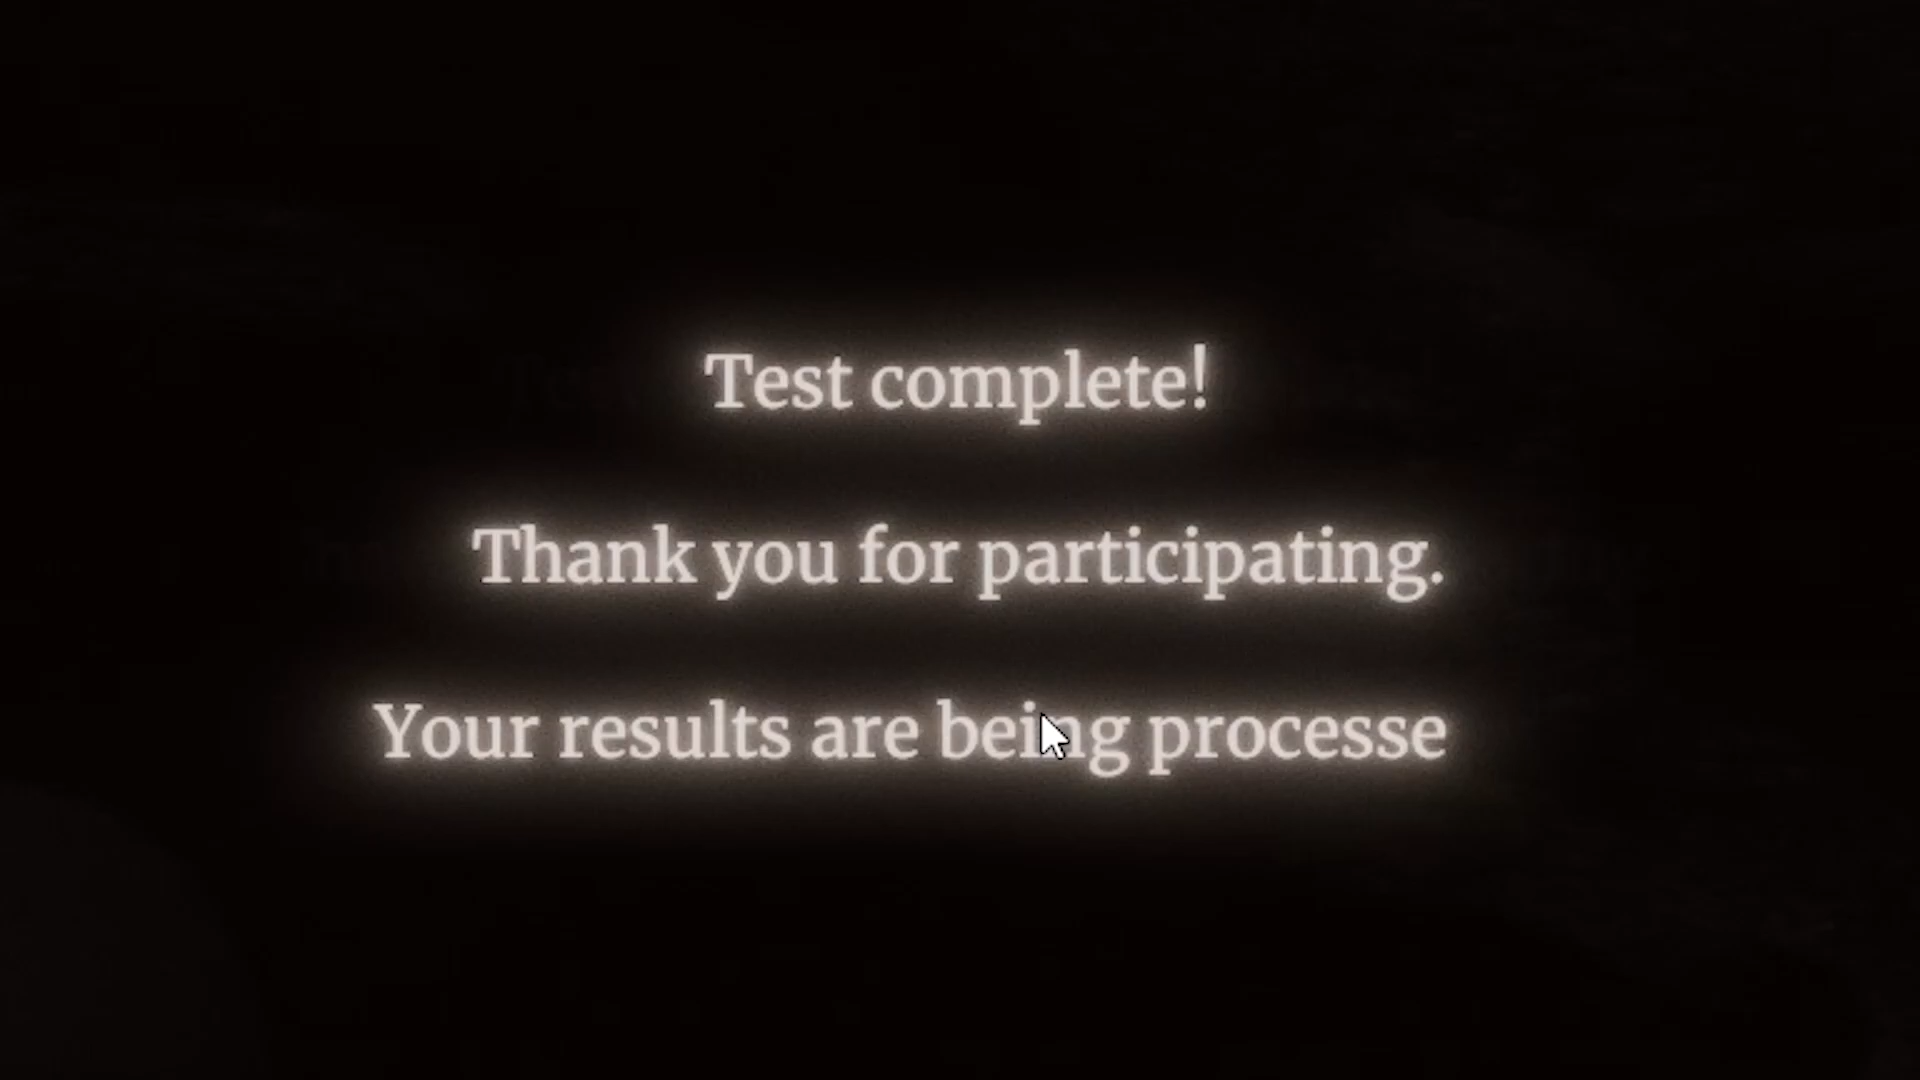 Test complete!
Thank you for participating.
Your results are being processe